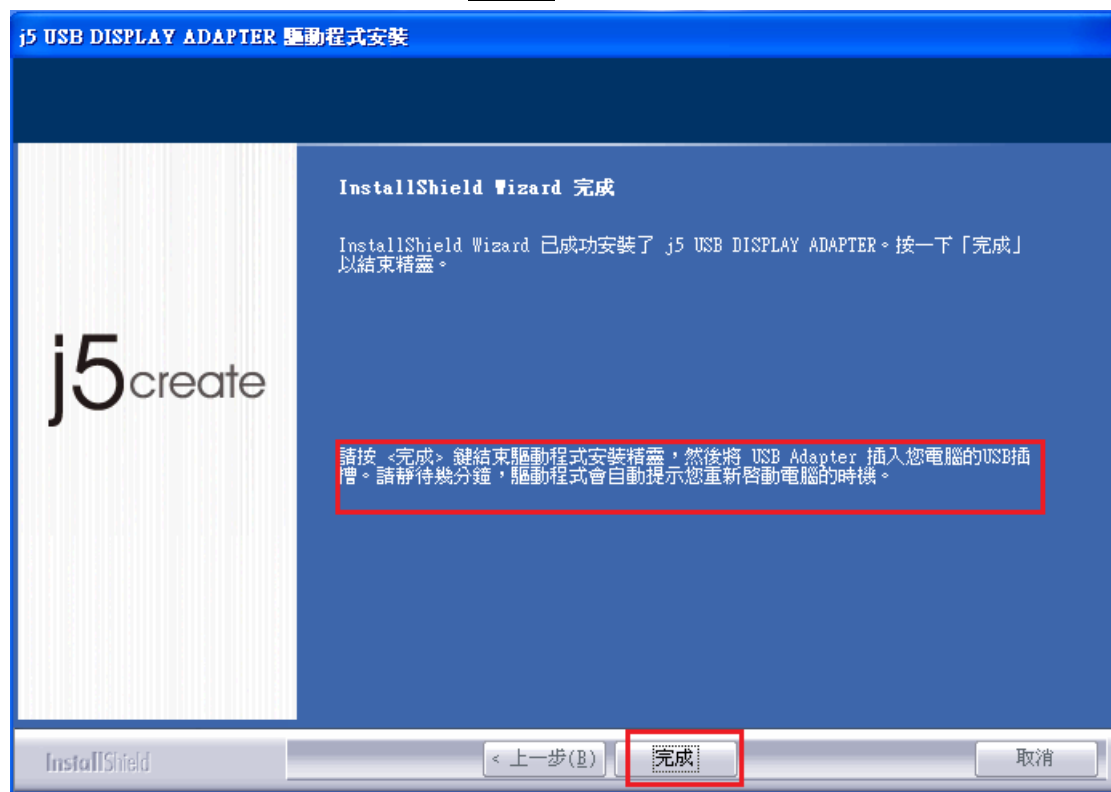 j5 USB DISPLAY ADAPTER 驅動程式安裝
InstallShield Wizard 完成
InstallShield Wizard 已成功安裝了 j5 USB DISPLAY ADAPTER。按一下「完成」
以結束精靈。
j5create
請按 <完成> 鍵結束驅動程式安裝精靈，然後將 USB Adapter 插入您電腦的USB插
槽。請靜待幾分鐘，驅動程式會自動提示您重新啓動電腦的時機。
InstallShield
< 上一步(B)
完成
取消